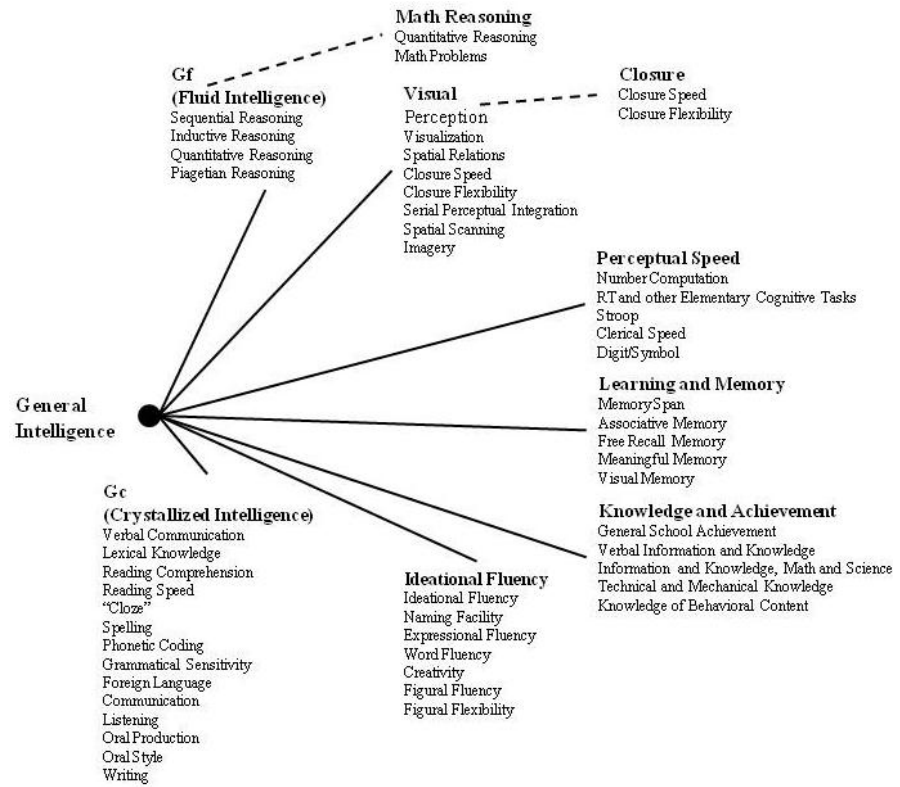 Math Reasoning
Quantitative Reasoning
Math Problems
Gf
(Fluid Intelligence)
Sequential Reasoning
Inductive Reasoning
Quantitative Reasoning
Piagetian Reasoning
Visual
Perception
Visualization
Spatial Relations
Closure Speed
Closure Flexibility
Serial Perceptual Integration
Spatial Scanning
Imagery
Closure
Closure Speed
Closure Flexibility
Perceptual Speed
Number Computation
RT and other Elementary Cognitive Tasks
Stroop
Clerical Speed
Digit/Symbol
General
Intelligence
Learning and Memory
Memory Span
Associative Memory
Free Recall Memory
Meaningful Memory
Visual Memory
Gc
(Crystallized Intelligence)
Verbal Communication
Lexical Knowledge
Reading Comprehension
Reading Speed
“Cloze”
Spelling
Phonetic Coding
Grammatical Sensitivity
Foreign Language
Communication
Listening
Oral Production
Oral Style
Writing
Ideational Fluency
Ideational Fluency
Naming Facility
Expressional Fluency
Word Fluency
Creativity
Figural Fluency
Figural Flexibility
Knowledge and Achievement
General School Achievement
Verbal Information and Knowledge
Information and Knowledge, Math and Science
Technical and Mechanical Knowledge
Knowledge of Behavioral Content